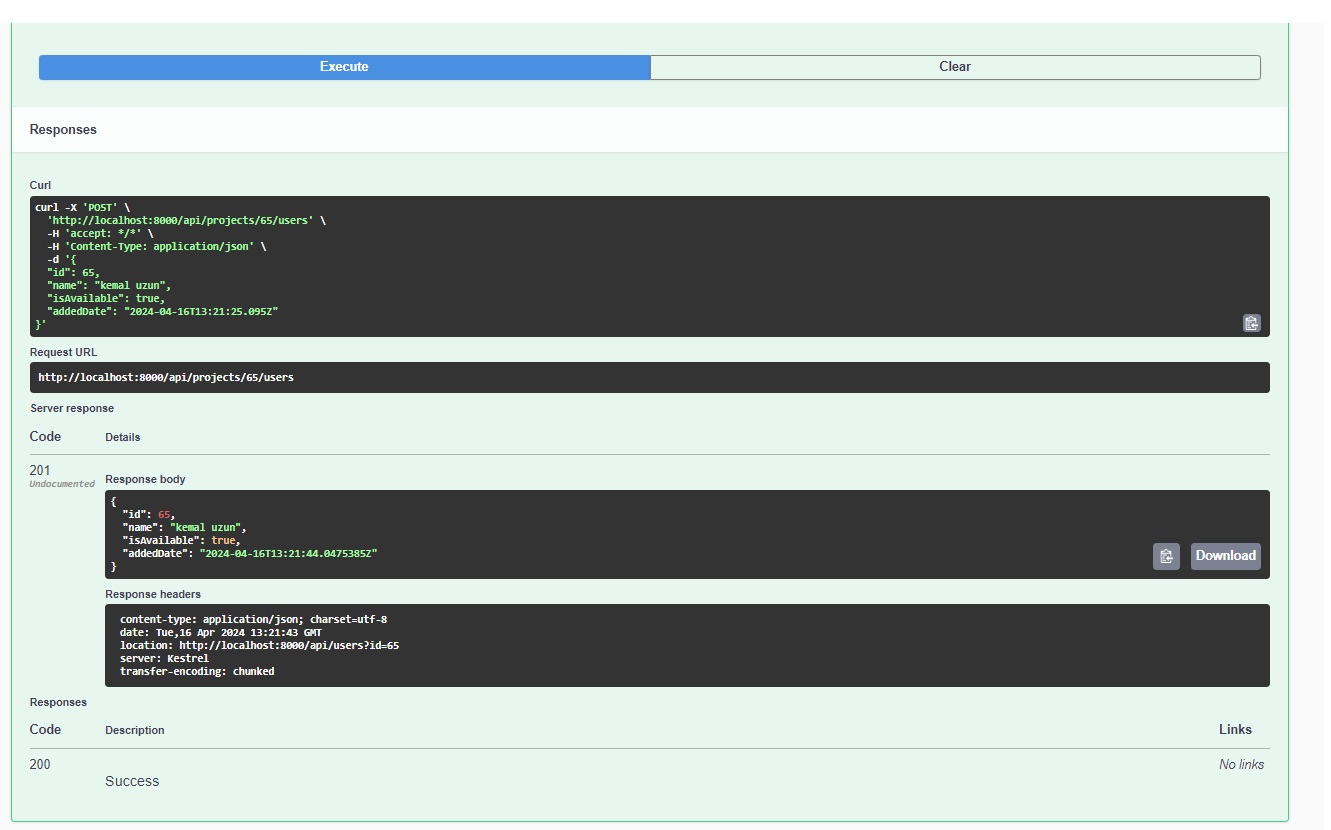 Execute
Clear
Responses
Curl
curl -X 'POST' \
'http://localhost:8000/api/projects/65/users' \
-H 'accept: */*' \
-H 'Content-Type: application/json' \
-d '{
"id": 65,
"name": "kemal uzun",
"isAvailable": true,
"addedDate": "2024-04-16T13:21:25.095Z"
}'
Request URL
http://localhost:8000/api/projects/65/users
Server response
Code Details
201
Undocumented
Response body
{
"id": 65,
"name": "kemal uzun",
"isAvailable": true,
"addedDate": "2024-04-16T13:21:44.0475385Z"
}
Download
Response headers
content-type: application/json; charset=utf-8
date: Tue,16 Apr 2024 13:21:43 GMT
location: http://localhost:8000/api/users?id=65
server: Kestrel
transfer-encoding: chunked
Responses
Code Description Links
200 No links
Success